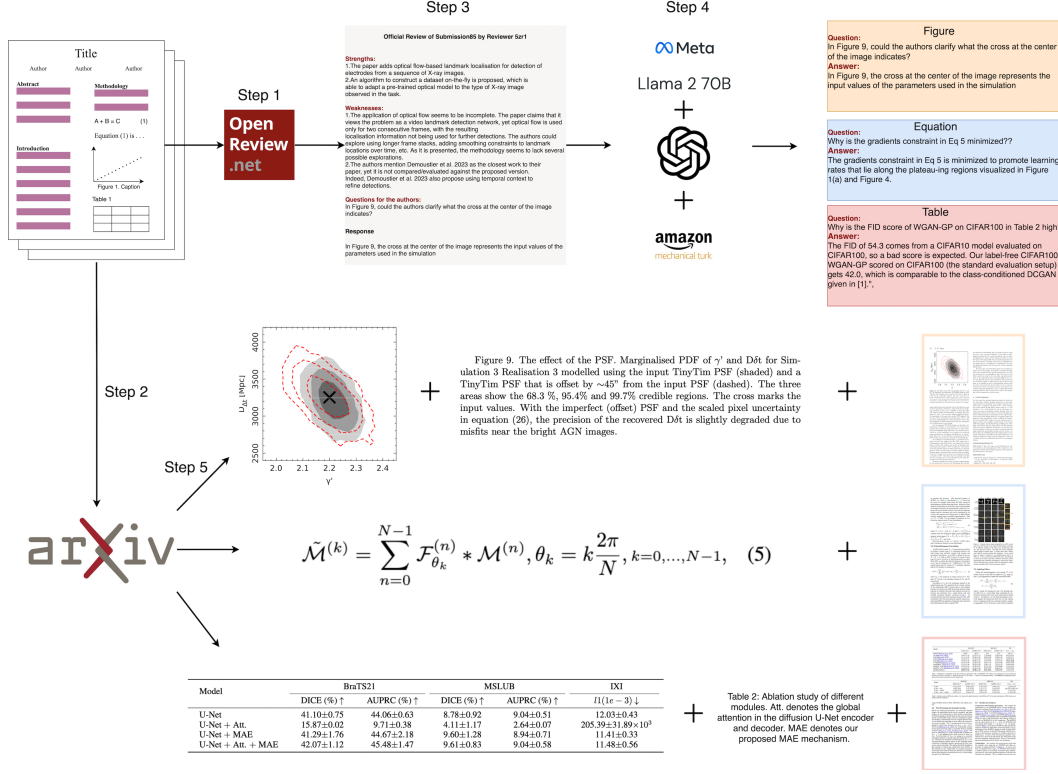 Step 3
Step 4
Title
Author Author Author
Abstract
Methodology
A + B = C (1)
Equation (1) is . . .
Introduction
Figure 1. Caption
Table 1
Step 1
Open
Review
.net
Official Review of Submission85 by Reviewer 5zr1
Strengths:
1.The paper adds optical flow-based landmark localisation for detection of
electrodes from a sequence of X-ray images.
2.An algorithm to construct a dataset on-the-fly is proposed, which is
able to adapt a pre-trained optical model to the type of X-ray image
observed in the task.
Weaknesses:
1.The application of optical flow seems to be incomplete. The paper claims that it
views the problem as a video landmark detection network, yet optical flow is used
only for two consecutive frames, with the resulting
localisation information not being used for further detections. The authors could
explore using longer frame stacks, adding smoothing constraints to landmark
locations over time, etc. As it is presented, the methodology seems to lack several
possible explorations.
2.The authors mention Demoustier et al. 2023 as the closest work to their
paper, yet it is not compared/evaluated against the proposed version.
Indeed, Demoustier et al. 2023 also propose using temporal context to
refine detections.
Questions for the authors:
In Figure 9, could the authors clarify what the cross at the center of the image
indicates?
Response
In Figure 9, the cross at the center of the image represents the input values of the
parameters used in the simulation
Meta
Llama 2 70B
+
+
amazon
mechanical turk
Figure
Question:
In Figure 9, could the authors clarify what the cross at the center
of the image indicates?
Answer:
In Figure 9, the cross at the center of the image represents the
input values of the parameters used in the simulation
Equation
Question:
Why is the gradients constraint in Eq 5 minimized??
Answer:
The gradients constraint in Eq 5 is minimized to promote learning
rates that lie along the plateau-ing regions visualized in Figure
1(a) and Figure 4.
Table
Question:
Why is the FID score of WGAN-GP on CIFAR100 in Table 2 high
Answer:
The FID of 54.3 comes from a CIFAR10 model evaluated on
CIFAR100, so a bad score is expected. Our label-free CIFAR100
WGAN-GP scored on CIFAR100 (the standard evaluation setup)
gets 42.0, which is comparable to the class-conditioned DCGAN
given in [1].",
Step 2
Step 5
arXiv
D_Δt [Mpc]
4000
3500
3000
2500
2.0 2.1 2.2 2.3 2.4
γ'
+
Figure 9. The effect of the PSF. Marginalised PDF of γ' and Dδt for Sim-
ulation 3 Realisation 3 modelled using the input TinyTim PSF (shaded) and a
TinyTim PSF that is offset by ~45" from the input PSF (dashed). The three
areas show the 68.3 %, 95.4% and 99.7% credible regions. The cross marks the
input values. With the imperfect (offset) PSF and the scaled pixel uncertainty
in equation (26), the precision of the recovered Dδt is slightly degraded due to
misfits near the bright AGN images.
+
M̃^(k) = ∑_{n=0}^{N−1} F_{θ_k}^{(n)} ∗ M^(n), θ_k = k 2π/N, k=0,...,N−1, (5)
+
Model BraTS21 MSLUB IXI
DICE (%) ↑ AUPRC (%) ↑ DICE (%) ↑ AUPRC (%) ↑ l1(1e − 3) ↓
U-Net 41.10±0.75 44.06±0.63 8.78±0.92 9.04±0.51 12.03±0.43
U-Net + Att. 15.87±0.02 9.71±0.38 4.11±1.17 2.64±0.07 205.39±31.89×10³
U-Net + MAE 41.29±1.76 44.67±2.18 9.60±1.28 8.94±0.71 11.41±0.33
U-Net + Att. + MAE 42.07±1.12 45.48±1.47 9.61±0.83 9.04±0.58 11.48±0.56
+
Table 2: Ablation study of different
modules. Att. denotes the global
attention in the diffusion U-Net encoder
and decoder. MAE denotes our
proposed MAE mechanism.
+